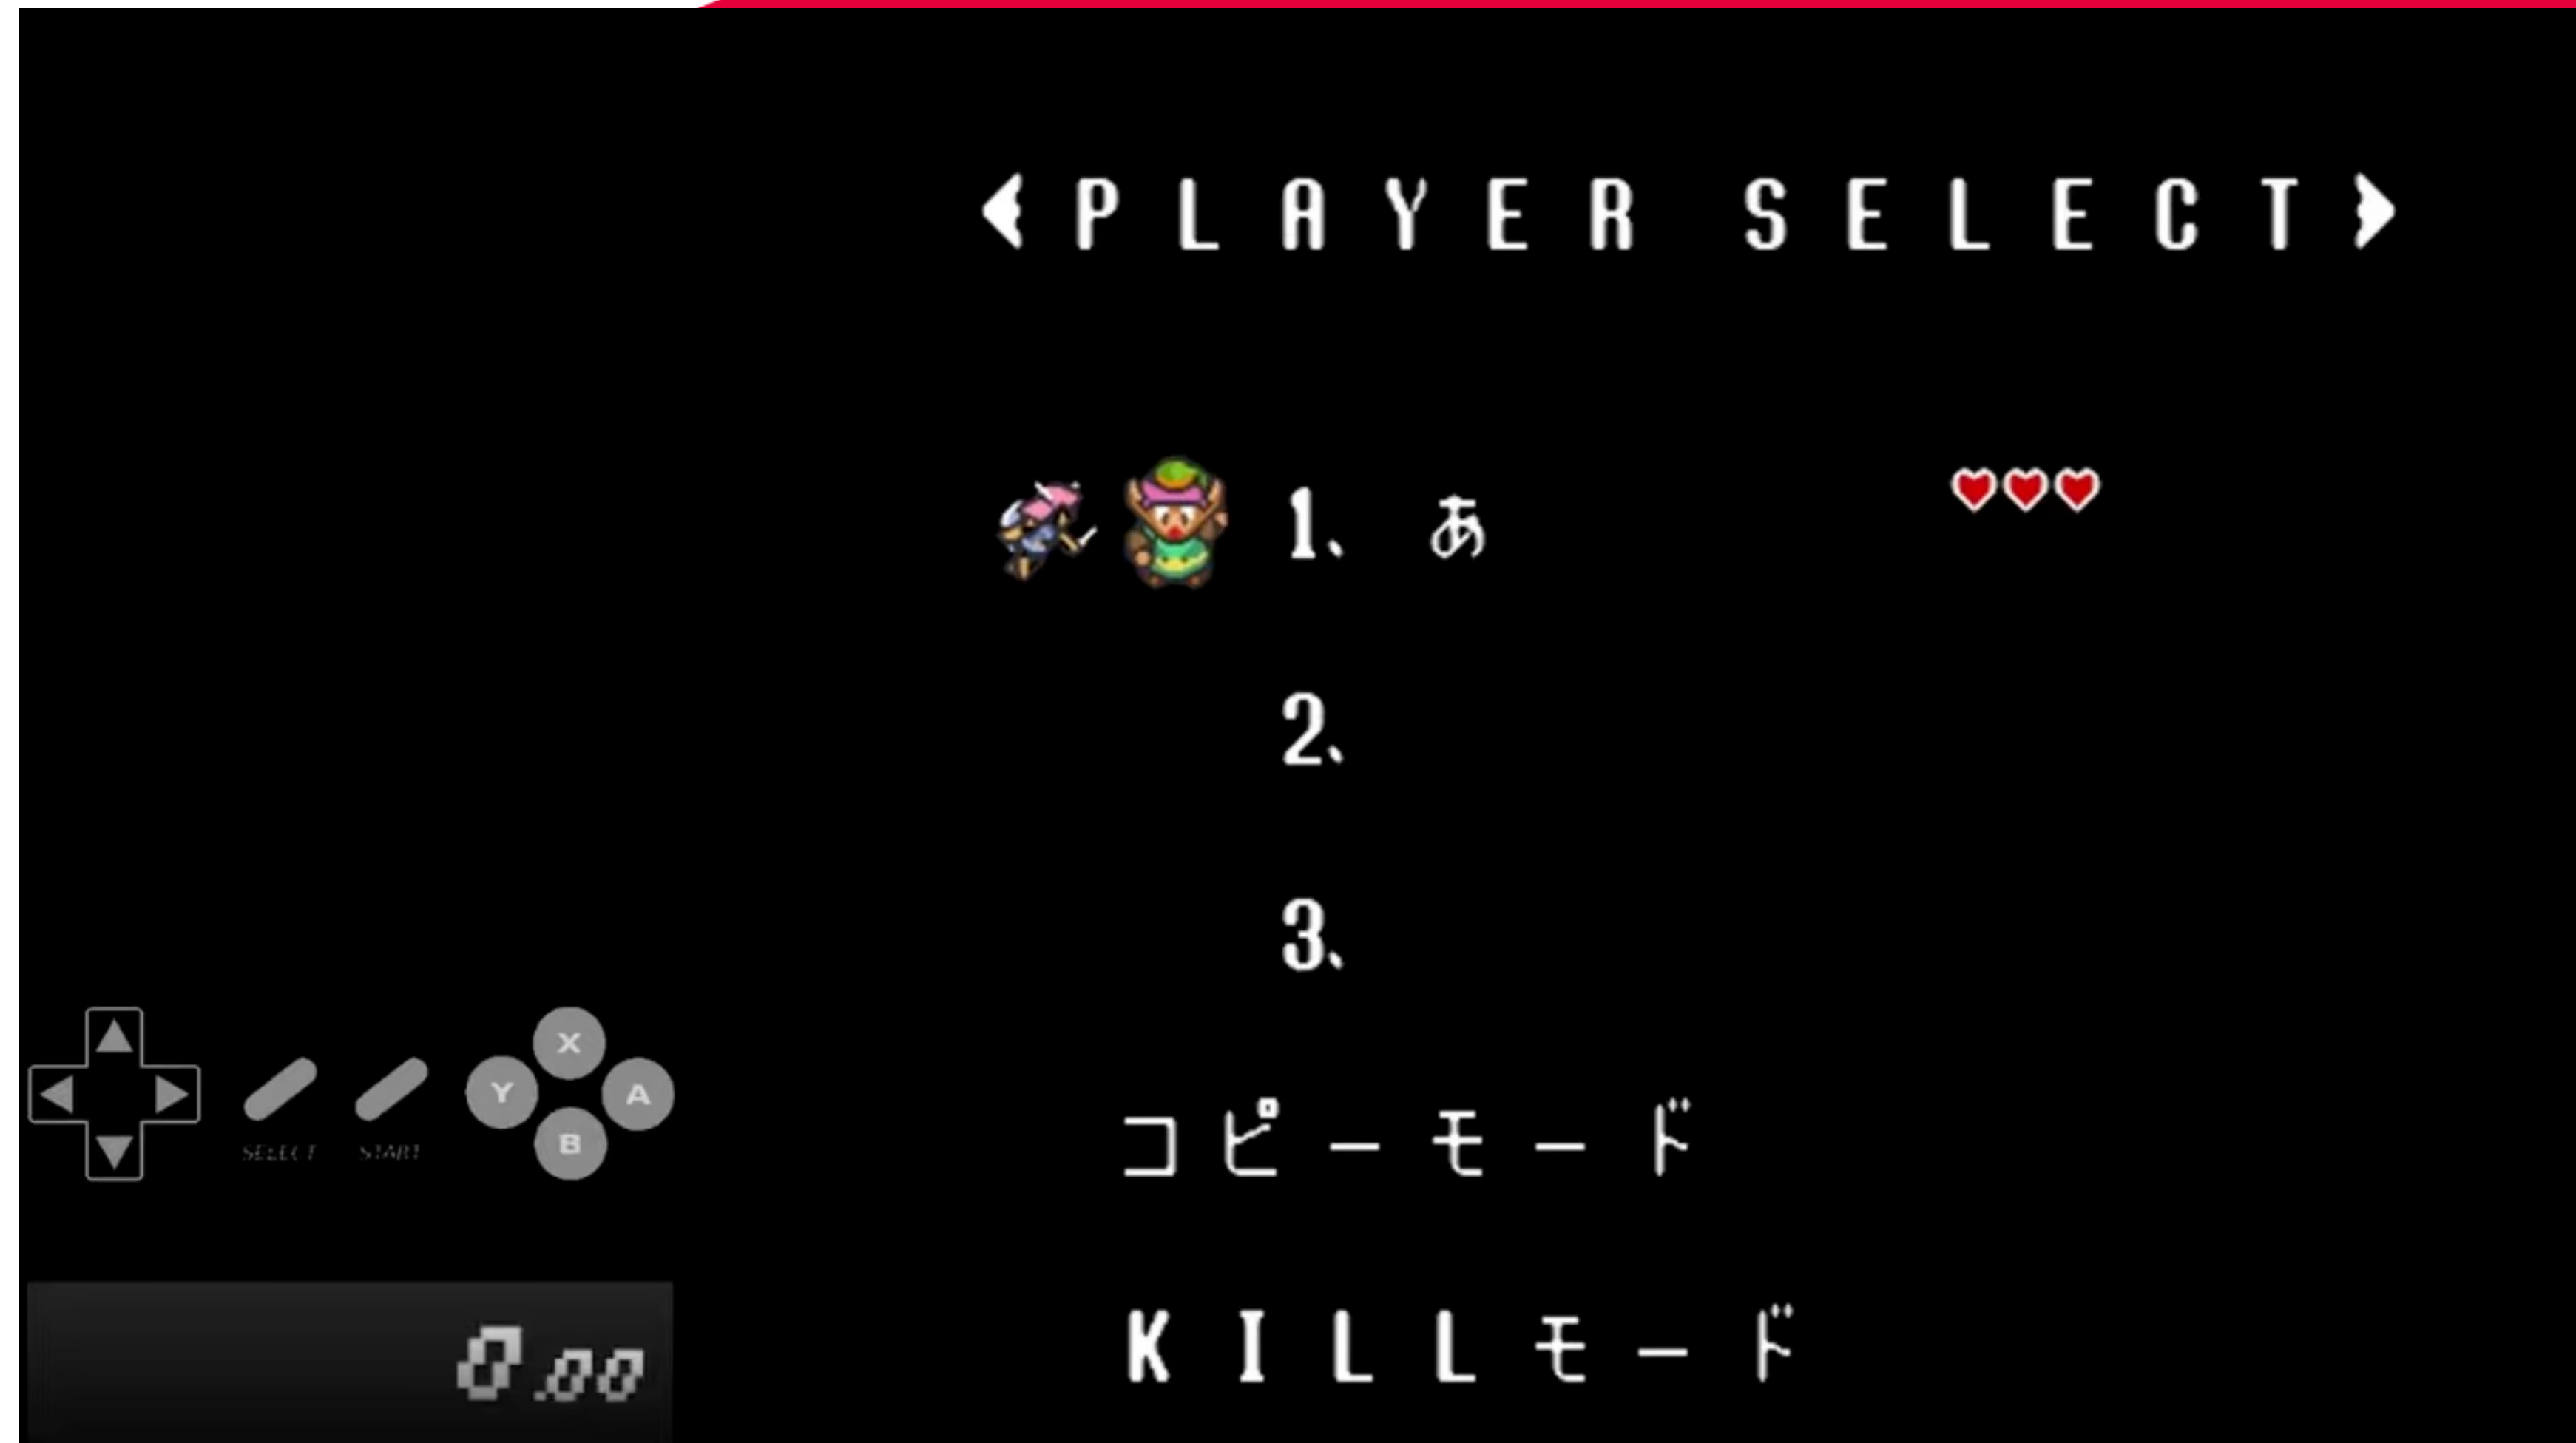 PLAYER SELECT
1、 あ
2、
3、
コピーモード
KILLモード
X
Y A
B
SELECT START
0.00